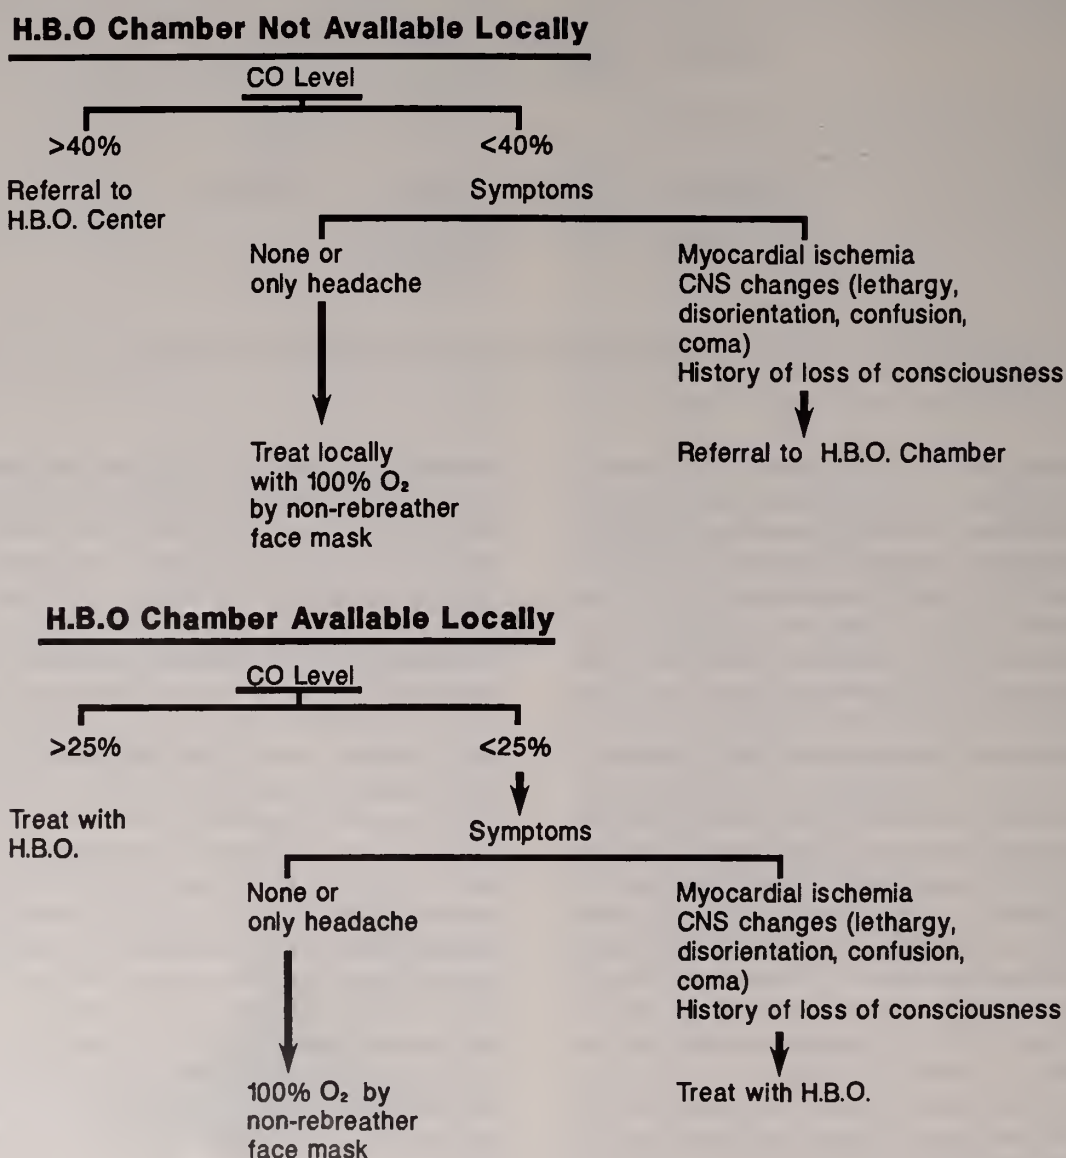 H.B.O Chamber Not Available Locally
CO Level
>40%
<40%
Referral to
H.B.O. Center
Symptoms
None or
only headache
Myocardial ischemia
CNS changes (lethargy,
disorientation, confusion,
coma)
History of loss of consciousness
Treat locally
with 100% O₂
by non-rebreather
face mask
Referral to H.B.O. Chamber
H.B.O Chamber Available Locally
CO Level
>25%
<25%
Treat with
H.B.O.
Symptoms
None or
only headache
Myocardial ischemia
CNS changes (lethargy,
disorientation, confusion,
coma)
History of loss of consciousness
100% O₂ by
non-rebreather
face mask
Treat with H.B.O.